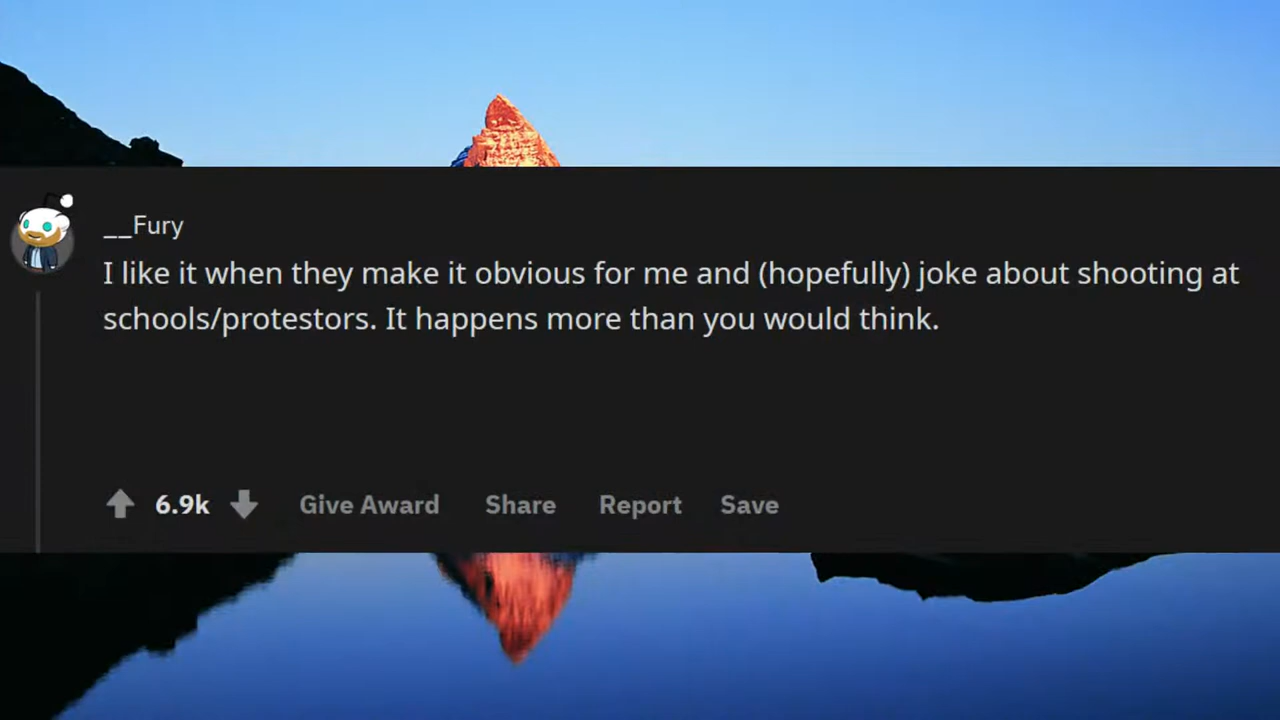 __Fury
I like it when they make it obvious for me and (hopefully) joke about shooting at
schools/protestors. It happens more than you would think.
6.9k Give Award Share Report Save